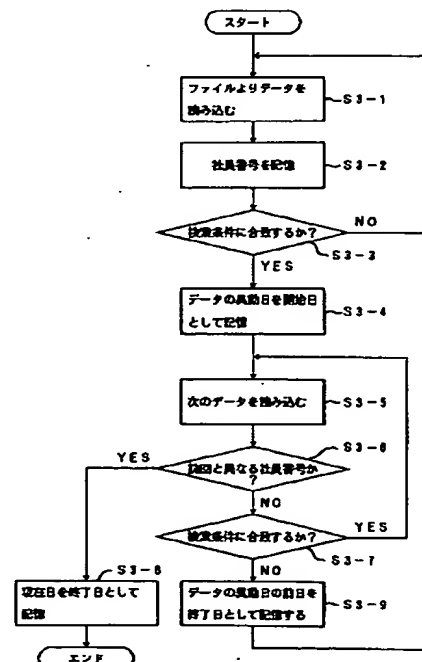 スタート
ファイルよりデータを
読み込む
S3-1
社員番号を記憶
S3-2
検索条件に合致するか?
NO
S3-3
YES
データの異動日を開始日
として記憶
S3-4
次のデータを読み込む
S3-5
S3-6
YES
前回と異なる社員番号か
?
NO
検索条件に合致するか?
YES
S3-7
NO
S3-8
現在日を終了日として
記憶
データの異動日の前日を
終了日として記憶する
S3-9
エンド